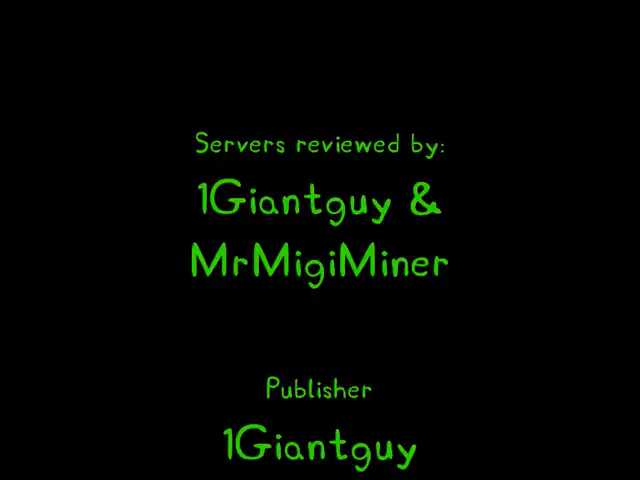 Servers reviewed by:
1Giantguy &
MrMigiMiner
Publisher
1Giantguy